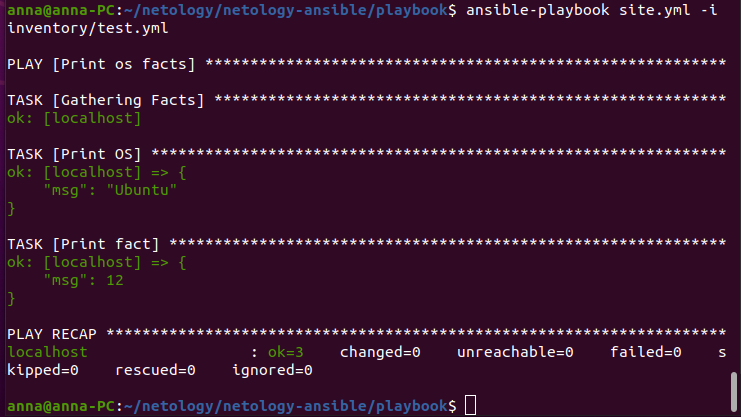 anna@anna-PC:~/netology/netology-ansible/playbook$ ansible-playbook site.yml -i
inventory/test.yml
PLAY [Print os facts] **********************************************************
TASK [Gathering Facts] *********************************************************
ok: [localhost]
TASK [Print OS] ****************************************************************
ok: [localhost] => {
    "msg": "Ubuntu"
}
TASK [Print fact] **************************************************************
ok: [localhost] => {
    "msg": 12
}
PLAY RECAP *********************************************************************
localhost                  : ok=3    changed=0    unreachable=0    failed=0    s
kipped=0    rescued=0    ignored=0
anna@anna-PC:~/netology/netology-ansible/playbook$